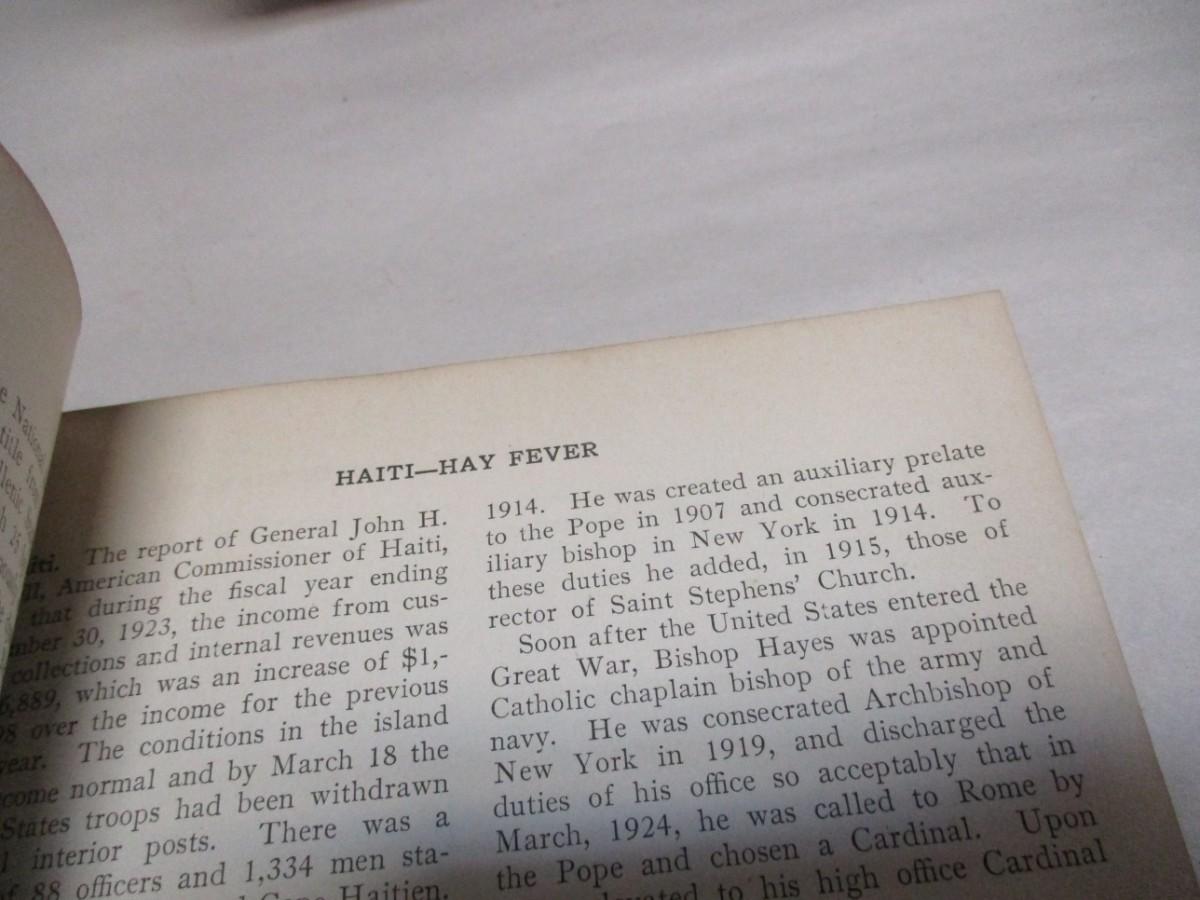 e National
title from
HAITI—HAY FEVER
iti. The report of General John H.
ll, American Commissioner of Haiti,
that during the fiscal year ending
mber 30, 1923, the income from cus-
collections and internal revenues was
6,889, which was an increase of $1,-
98 over the income for the previous
year. The conditions in the island
come normal and by March 18 the
States troops had been withdrawn
l interior posts. There was a
of 88 officers and 1,334 men sta-
Haitien.
1914. He was created an auxiliary prelate
to the Pope in 1907 and consecrated aux-
iliary bishop in New York in 1914. To
these duties he added, in 1915, those of
rector of Saint Stephens' Church.
Soon after the United States entered the
Great War, Bishop Hayes was appointed
Catholic chaplain bishop of the army and
navy. He was consecrated Archbishop of
New York in 1919, and discharged the
duties of his office so acceptably that in
March, 1924, he was called to Rome by
the Pope and chosen a Cardinal. Upon
to his high office Cardinal